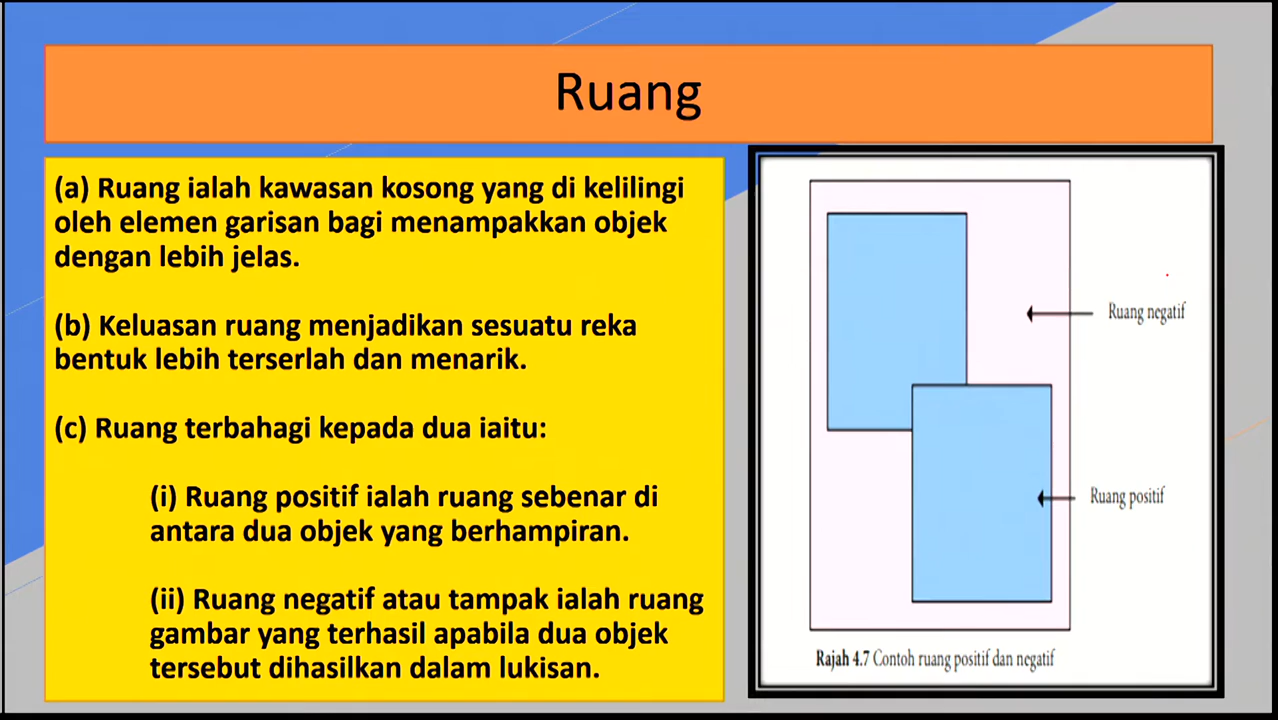 Ruang
(a) Ruang ialah kawasan kosong yang di kelilingi
oleh elemen garisan bagi menampakkan objek
dengan lebih jelas.
(b) Keluasan ruang menjadikan sesuatu reka
bentuk lebih terserlah dan menarik.
(c) Ruang terbahagi kepada dua iaitu:
(i) Ruang positif ialah ruang sebenar di
antara dua objek yang berhampiran.
(ii) Ruang negatif atau tampak ialah ruang
gambar yang terhasil apabila dua objek
tersebut dihasilkan dalam lukisan.
Ruang negatif
Ruang positif
Rajah 4.7 Contoh ruang positif dan negatif